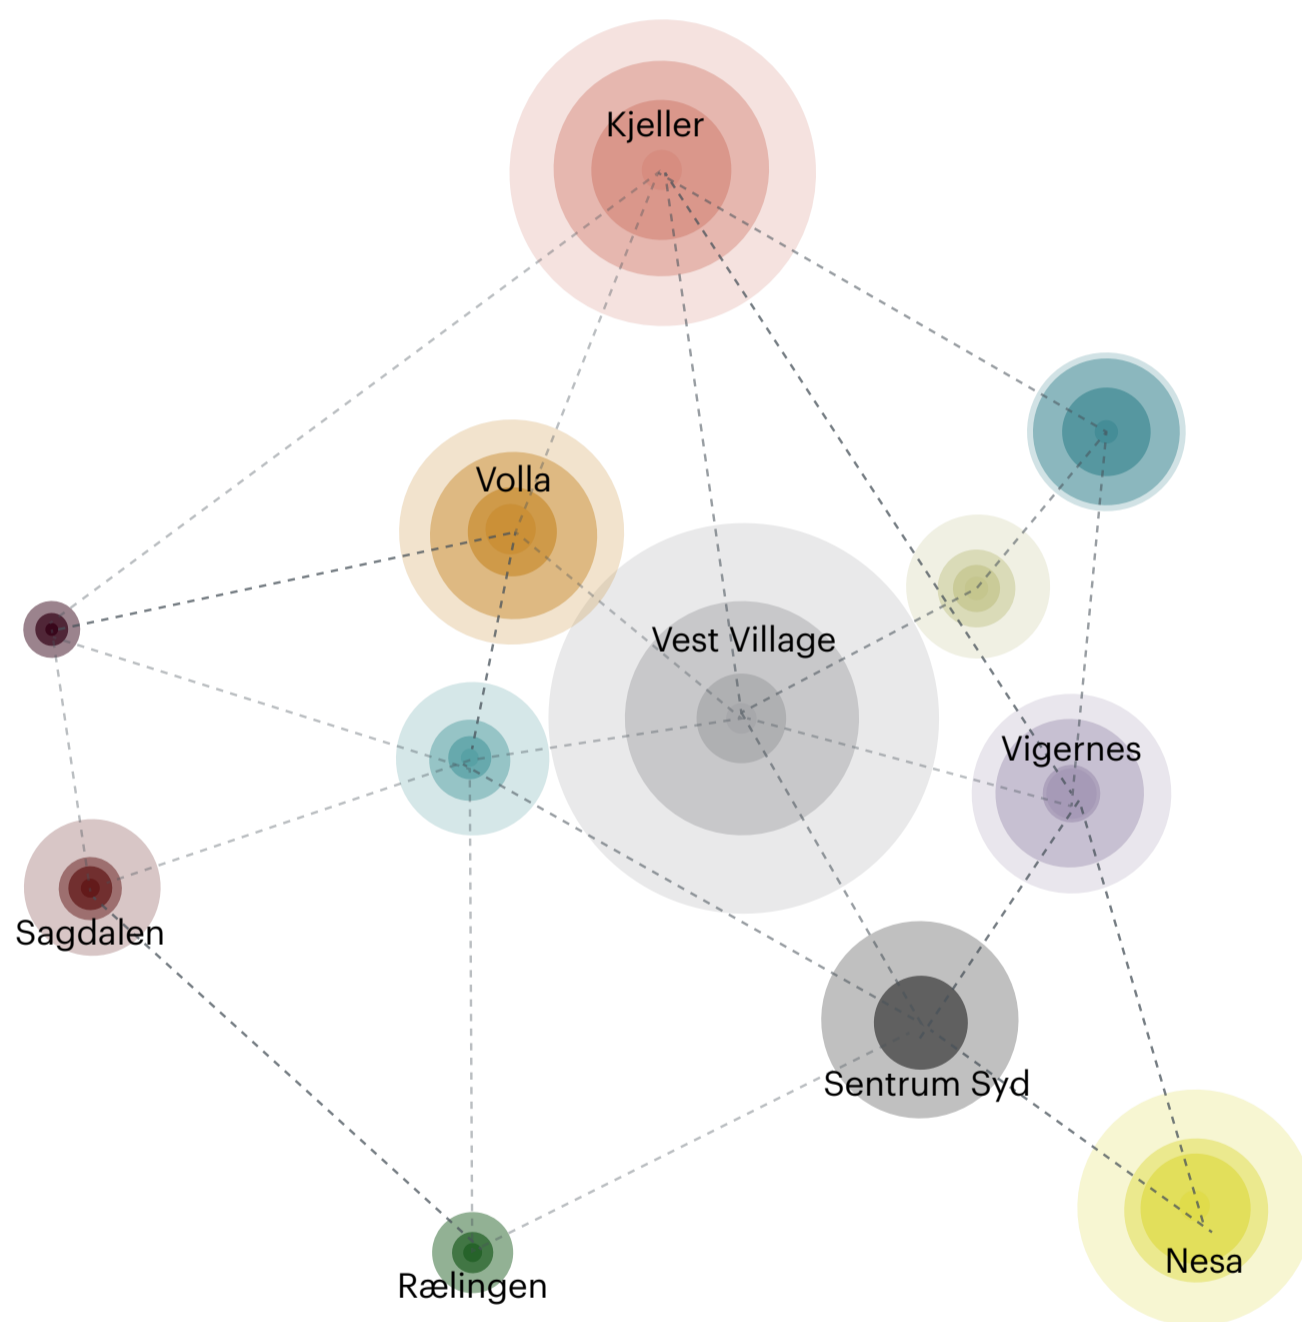 Kjeller
Volla
Vest Village
Vigernes
Sagdalen
Sentrum Syd
Nesa
Rælingen